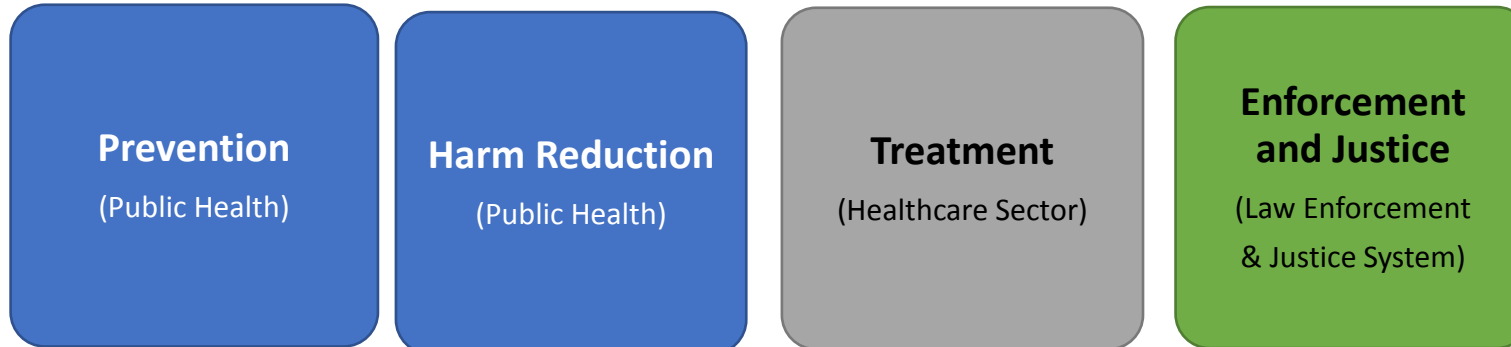 Prevention
(Public Health)
Harm Reduction
(Public Health)
Treatment
(Healthcare Sector)
Enforcement
and Justice
(Law Enforcement
& Justice System)